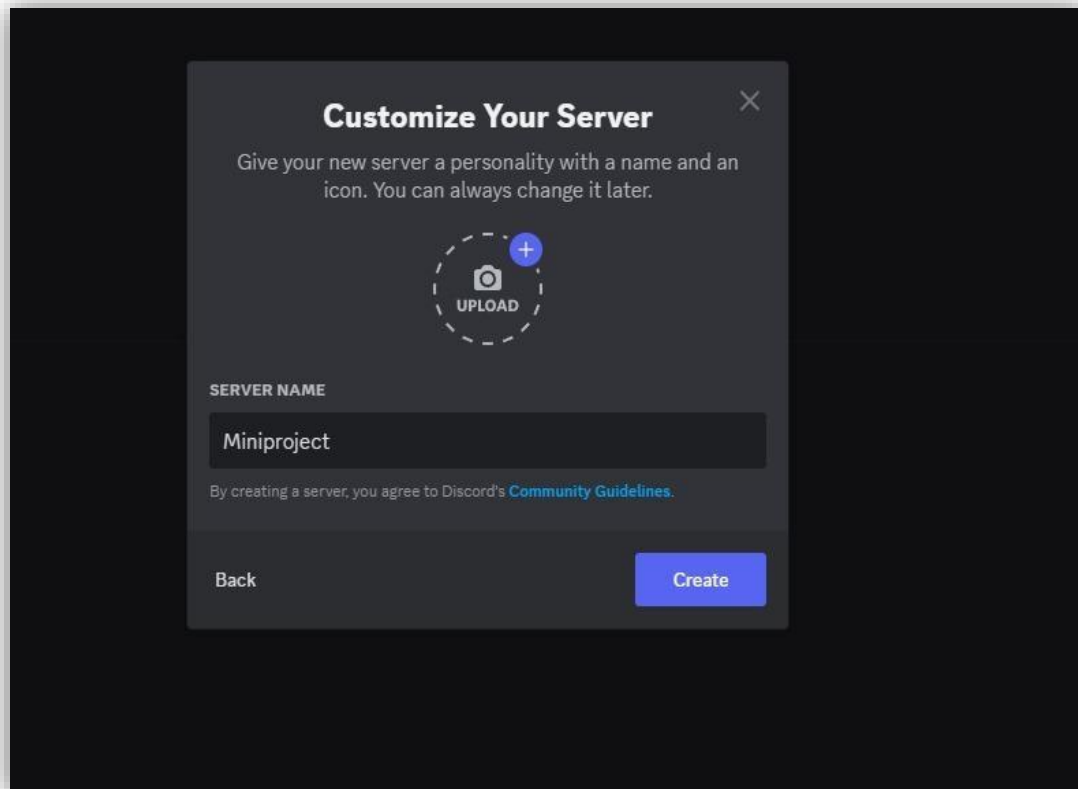 Customize Your Server
Give your new server a personality with a name and an
icon. You can always change it later.
UPLOAD
SERVER NAME
Miniproject
By creating a server, you agree to Discord's Community Guidelines.
Back
Create